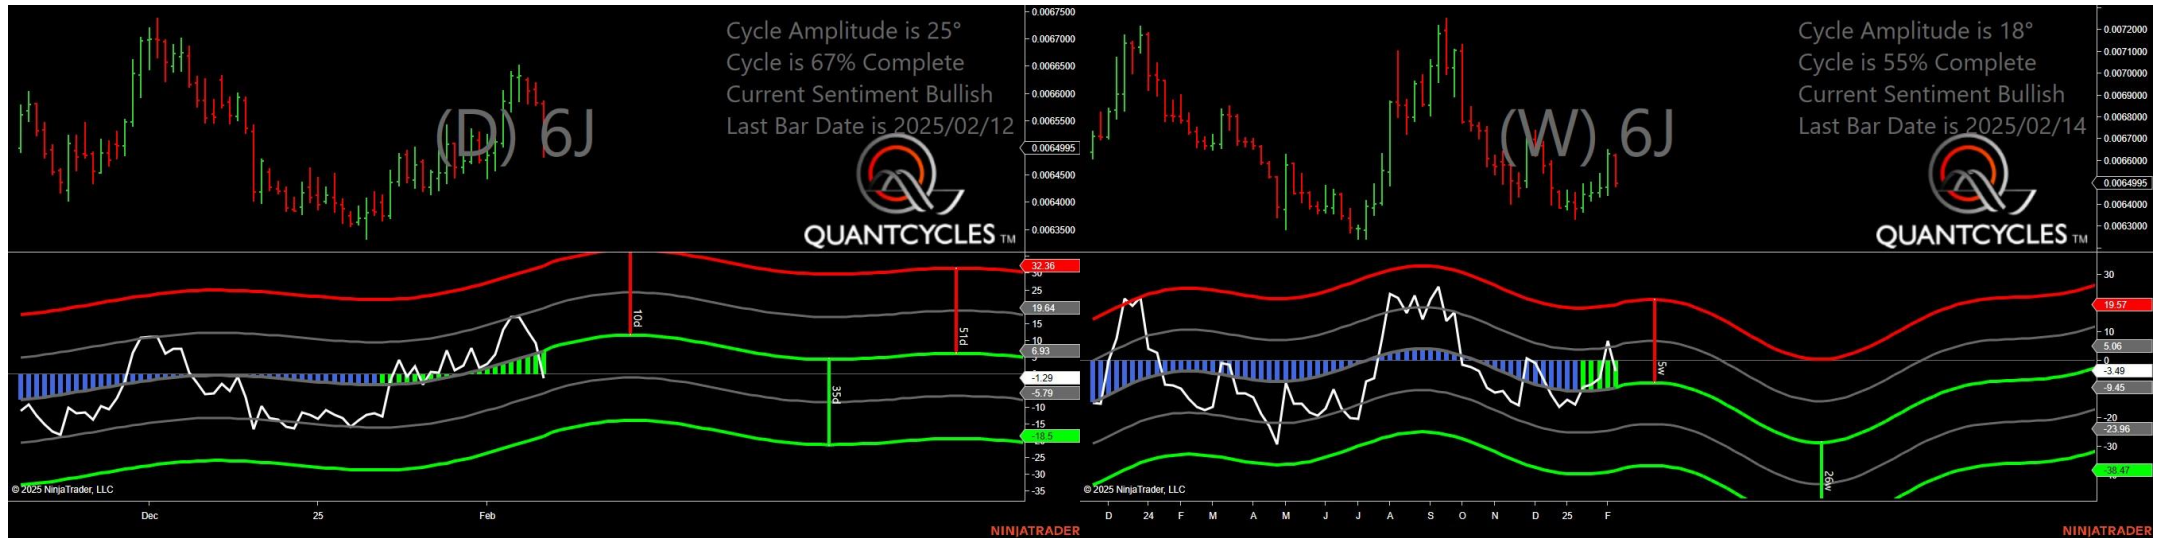 Cycle Amplitude is 25°
Cycle is 67% Complete
Current Sentiment Bullish
Last Bar Date is 2025/02/12
(D) 6J
QUANTCYCLES TM
0.0067500
0.0067000
0.0066500
0.0066000
0.0065500
0.0064995
0.0064500
0.0064000
0.0063500
10d
35d
51d
32.36
30
25
19.64
15
10
6.93
-1.29
-5.79
-10
-15
-18.5
-25
-30
-35
© 2025 NinjaTrader, LLC
Dec
25
Feb
NINJATRADER
Cycle Amplitude is 18°
Cycle is 55% Complete
Current Sentiment Bullish
Last Bar Date is 2025/02/14
(W) 6J
QUANTCYCLES TM
0.0072000
0.0071000
0.0070000
0.0069000
0.0068000
0.0067000
0.0066000
0.0064995
0.0064000
0.0063000
5w
26w
30
19.57
10
5.06
0
-3.49
-9.45
-20
-23.96
-30
-38.47
© 2025 NinjaTrader, LLC
D 24 F M A M J J A S O N D 25 F
NINJATRADER